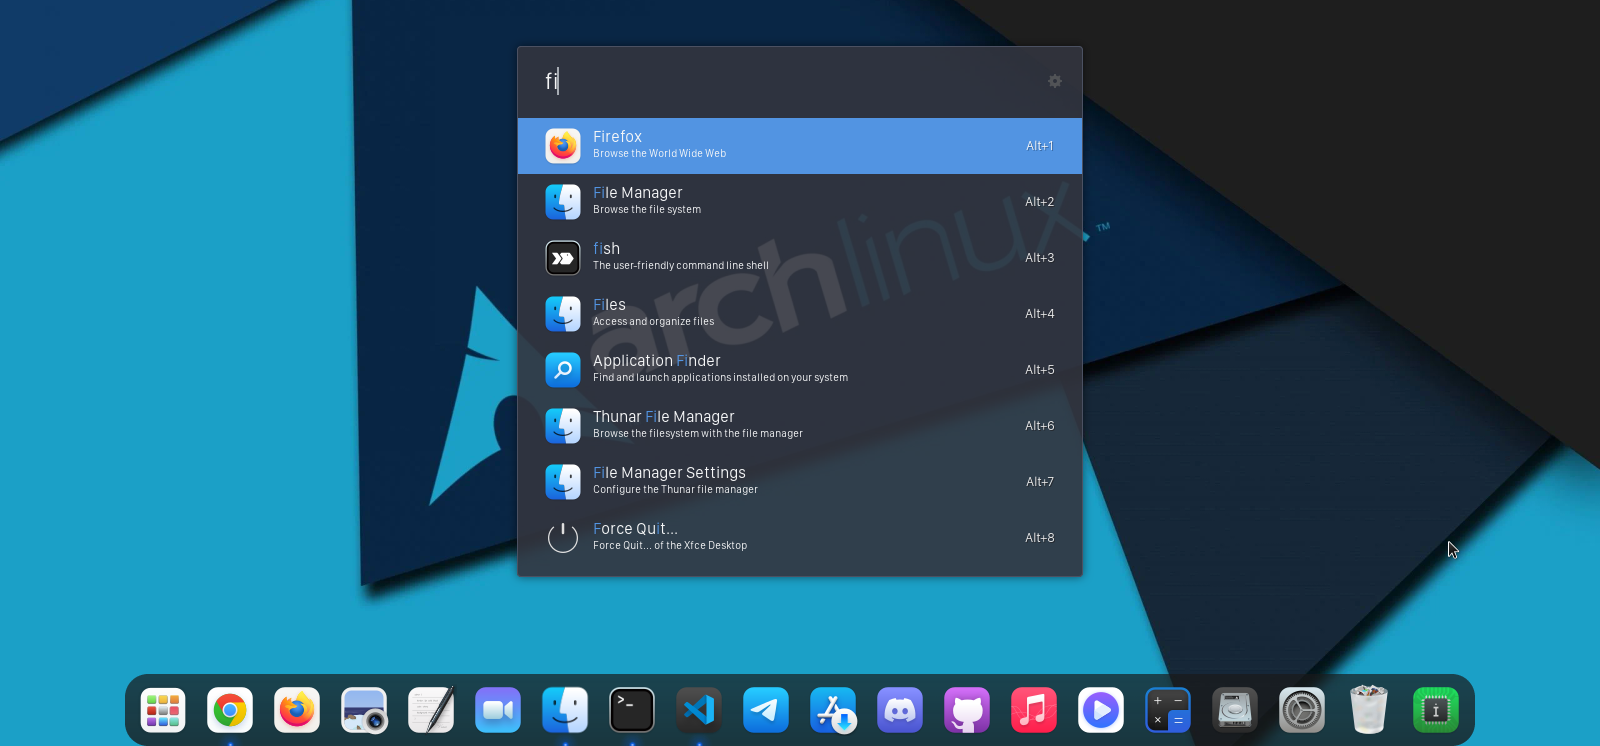 fi
Firefox
Browse the World Wide Web
Alt+1
File Manager
Browse the file system
Alt+2
fish
The user-friendly command line shell
Alt+3
Files
Access and organize files
Alt+4
Application Finder
Find and launch applications installed on your system
Alt+5
Thunar File Manager
Browse the filesystem with the file manager
Alt+6
File Manager Settings
Configure the Thunar file manager
Alt+7
Force Quit...
Force Quit... of the Xfce Desktop
Alt+8
archlinux ™